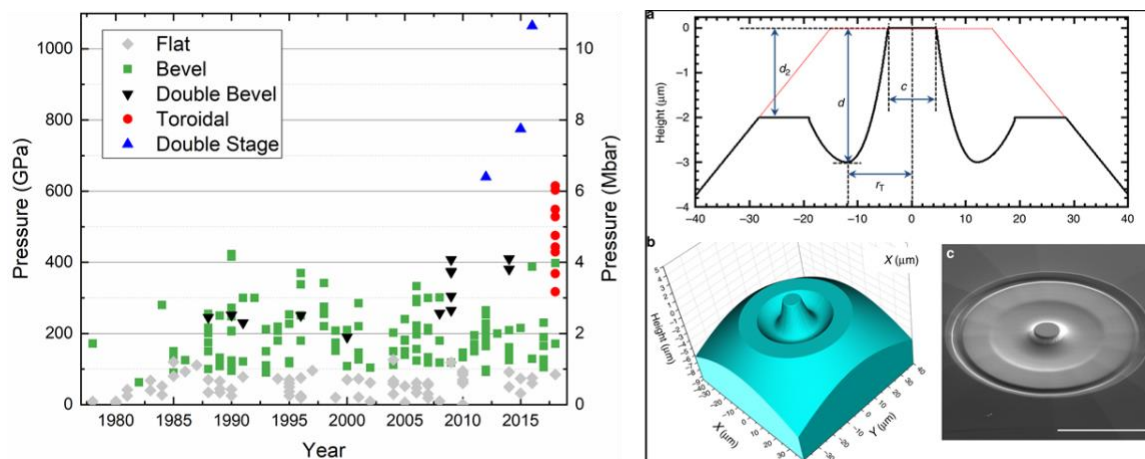 1000
800
600
400
200
0
Pressure (GPa)
Flat
Bevel
Double Bevel
Toroidal
Double Stage
10
8
6
4
2
0
Pressure (Mbar)
1980 1985 1990 1995 2000 2005 2010 2015
Year
a
0
-1
-2
-3
-4
Height (μm)
d2
d
c
rT
-40 -30 -20 -10 0 10 20 30 40
X (μm)
b
Height (μm)
X (μm)
Y (μm)
c